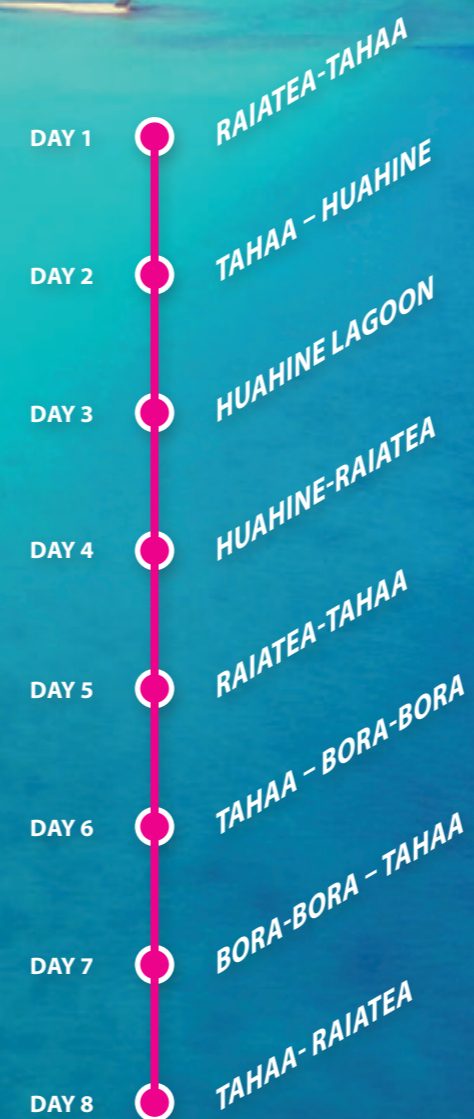 DAY 1
RAIATEA-TAHAA
DAY 2
TAHAA – HUAHINE
DAY 3
HUAHINE LAGOON
DAY 4
HUAHINE-RAIATEA
DAY 5
RAIATEA-TAHAA
DAY 6
TAHAA – BORA-BORA
DAY 7
BORA-BORA – TAHAA
DAY 8
TAHAA- RAIATEA